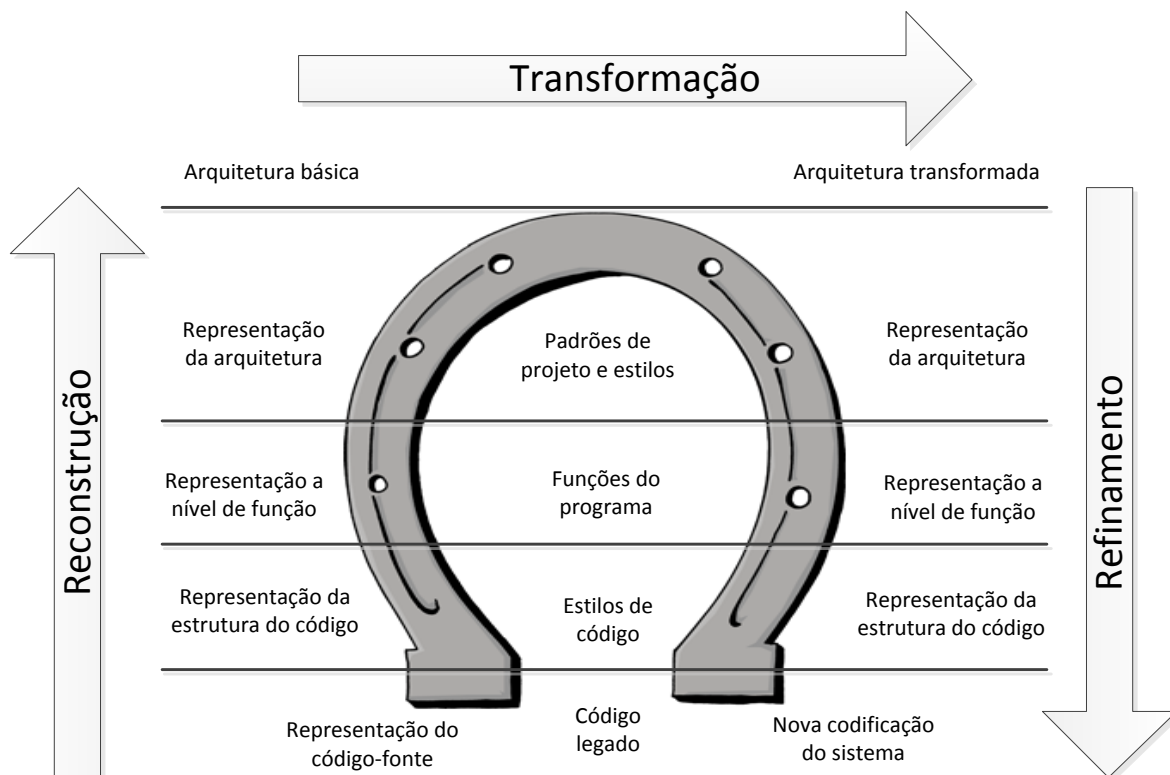 Transformação
Arquitetura básica
Arquitetura transformada
Reconstrução
Refinamento
Representação
da arquitetura
Padrões de
projeto e estilos
Representação
da arquitetura
Representação a
nível de função
Funções do
programa
Representação a
nível de função
Representação da
estrutura do código
Estilos de
código
Representação da
estrutura do código
Representação do
código-fonte
Código
legado
Nova codificação
do sistema